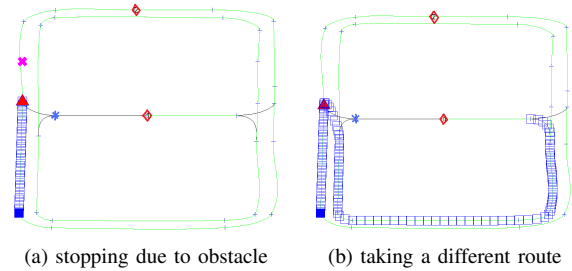 (a) stopping due to obstacle
(b) taking a different route